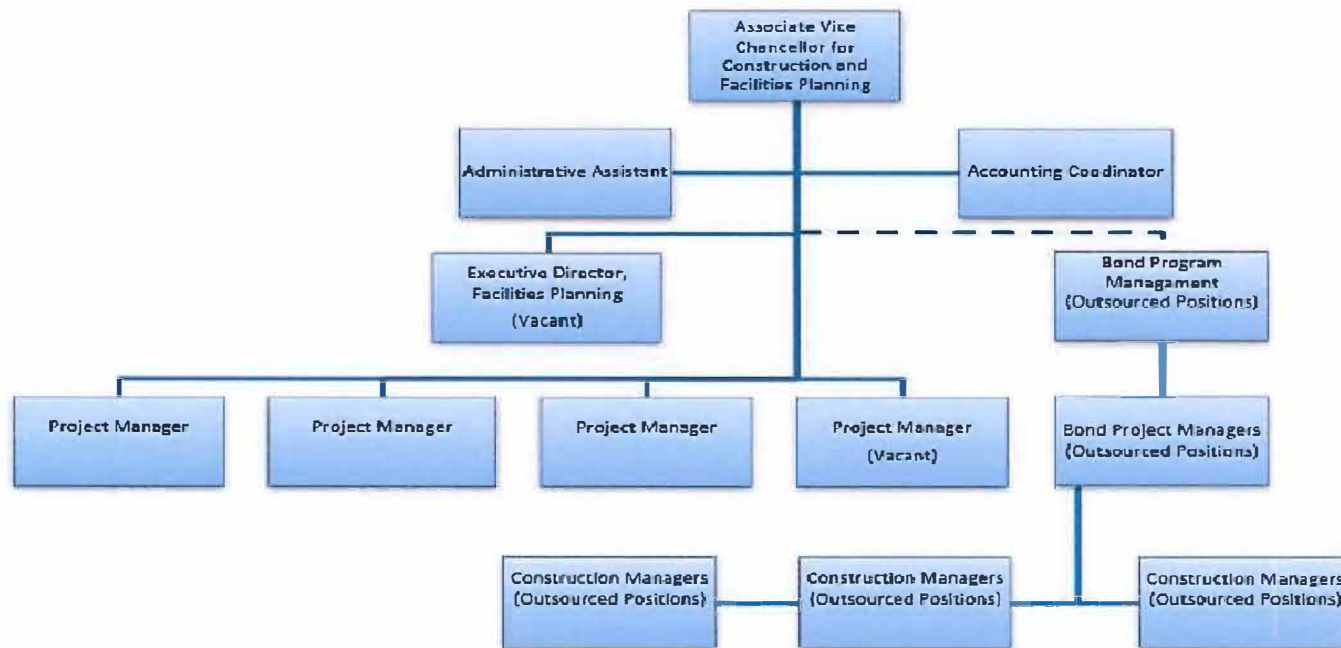 Associate Vice
Chancellor for
Construction and
Facilities Planning
Administrative Assistant
Accounting Coordinator
Executive Director,
Facilities Planning
(Vacant)
Bond Program
Managament
(Outsourced Positions)
Project Manager
Project Manager
Project Manager
Project Manager
(Vacant)
Bond Project Managers
(Outsourced Positions)
Construction Managers
(Outsourced Positions)
Construction Managers
(Outsourced Positions)
Construction Managers
(Outsourced Positions)